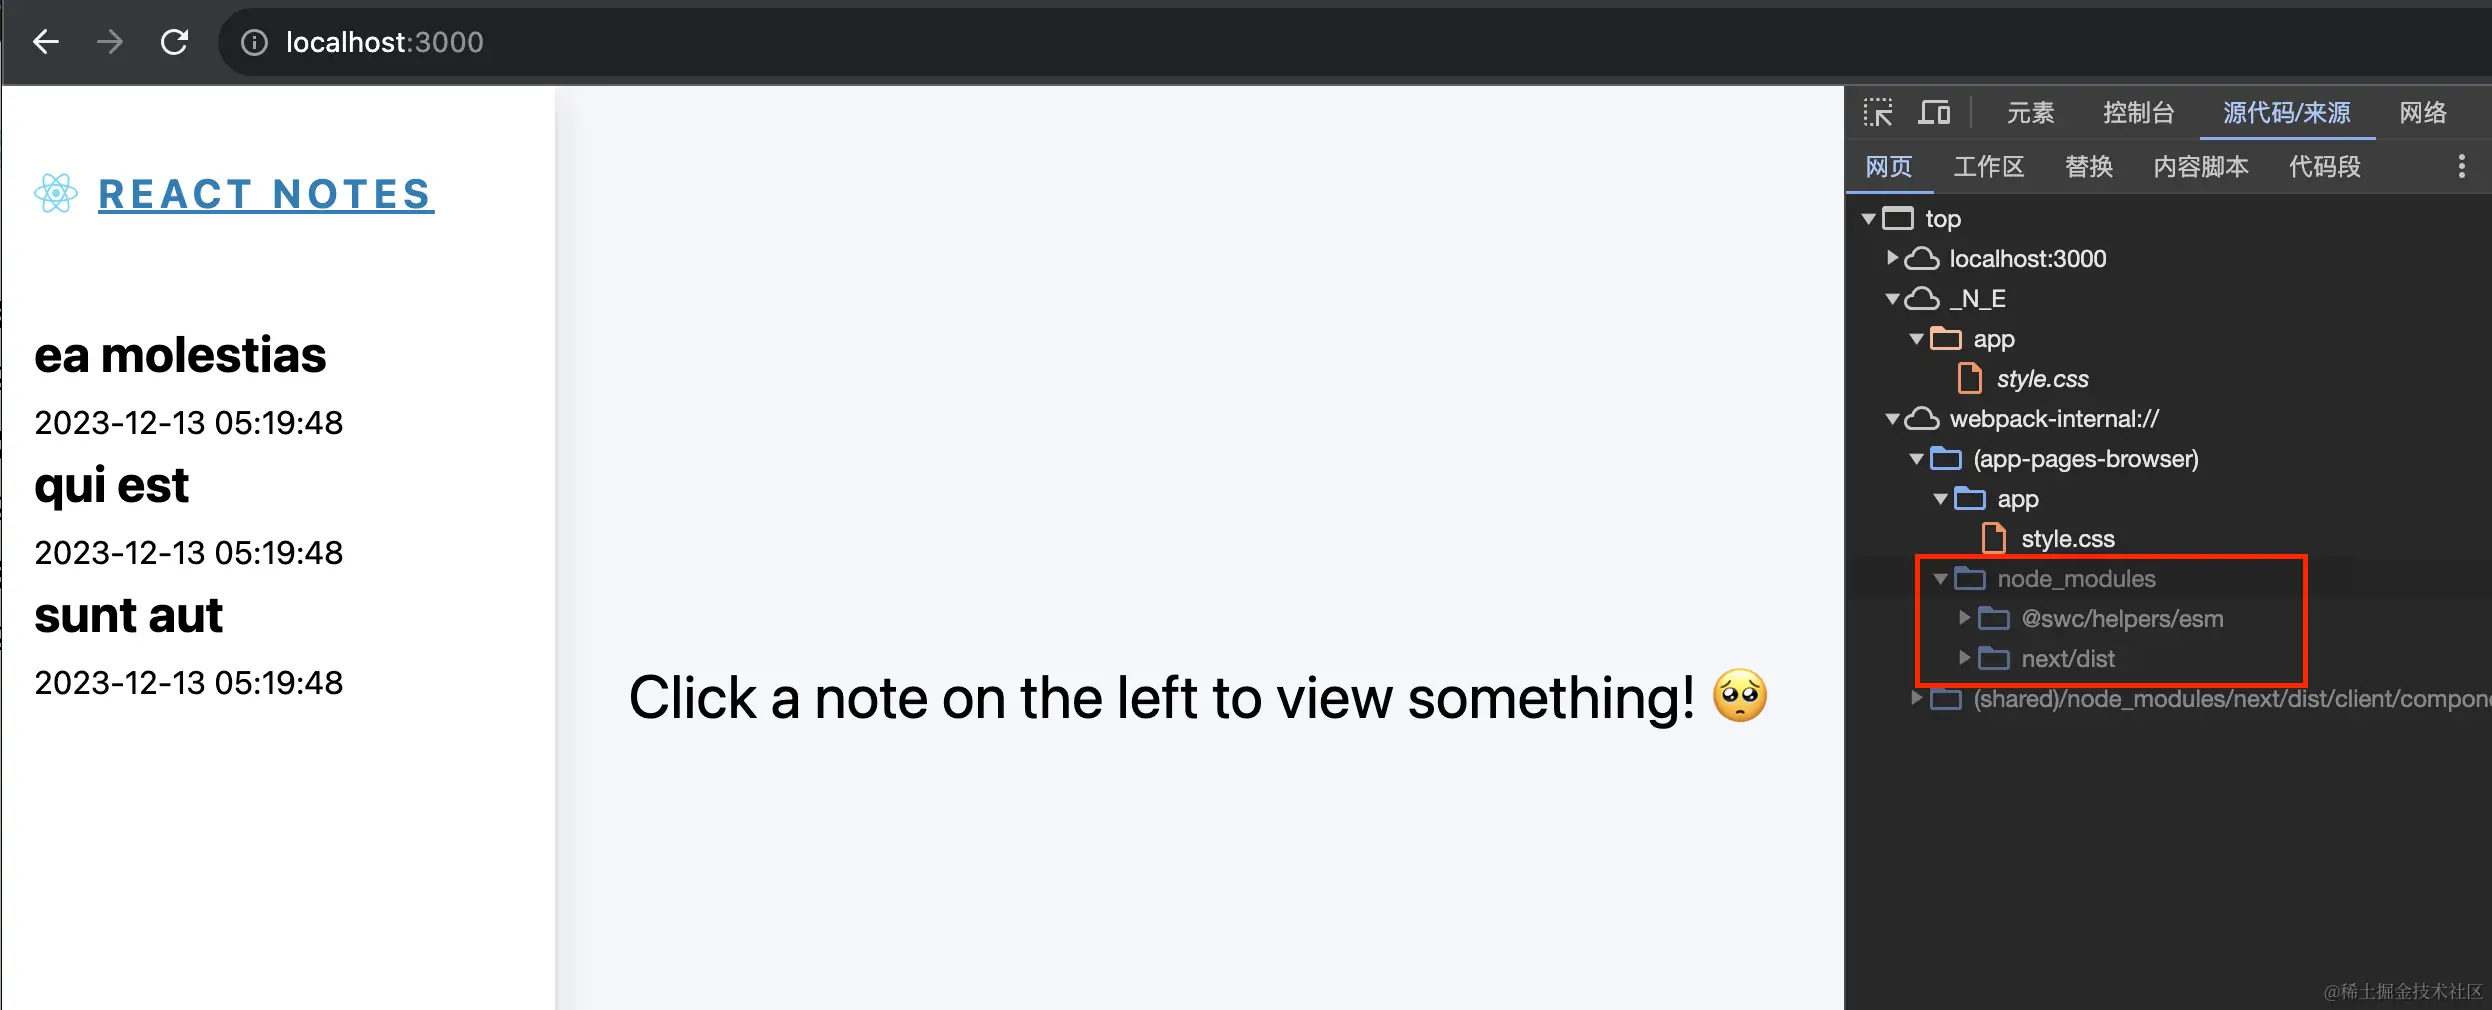 localhost:3000
REACT NOTES
ea molestias
2023-12-13 05:19:48
qui est
2023-12-13 05:19:48
sunt aut
2023-12-13 05:19:48
Click a note on the left to view something! 🥺
元素 控制台 源代码/来源 网络
网页 工作区 替换 内容脚本 代码段
top
localhost:3000
_N_E
app
style.css
webpack-internal://
(app-pages-browser)
app
style.css
node_modules
@swc/helpers/esm
next/dist
(shared)/node_modules/next/dist/client/compon
@稀土掘金技术社区